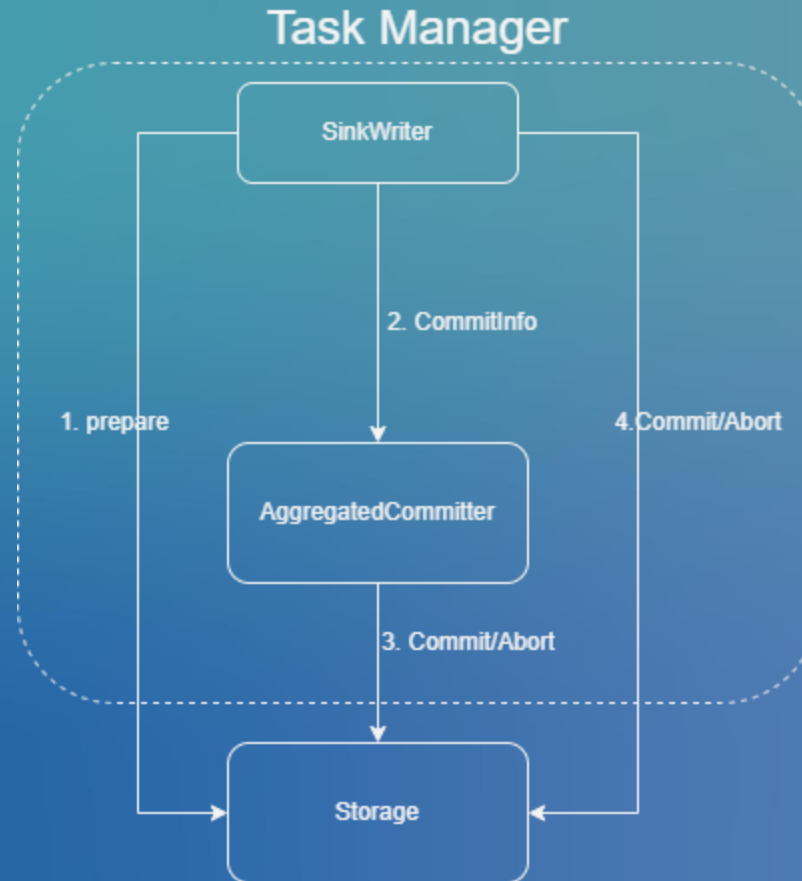 Task Manager
SinkWriter
2. CommitInfo
1. prepare
4.Commit/Abort
AggregatedCommitter
3. Commit/Abort
Storage